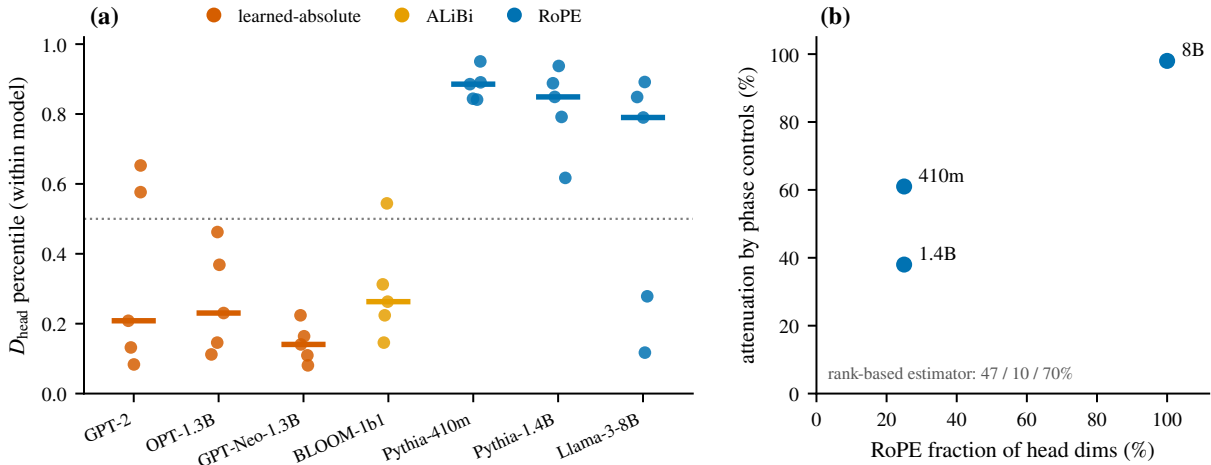 (a)
learned-absolute
ALiBi
RoPE
D_head percentile (within model)
1.0
0.8
0.6
0.4
0.2
0.0
GPT-2
OPT-1.3B
GPT-Neo-1.3B
BLOOM-1b1
Pythia-410m
Pythia-1.4B
Llama-3-8B
(b)
attenuation by phase controls (%)
100
80
60
40
20
0
8B
410m
1.4B
rank-based estimator: 47 / 10 / 70%
0 20 40 60 80 100
RoPE fraction of head dims (%)